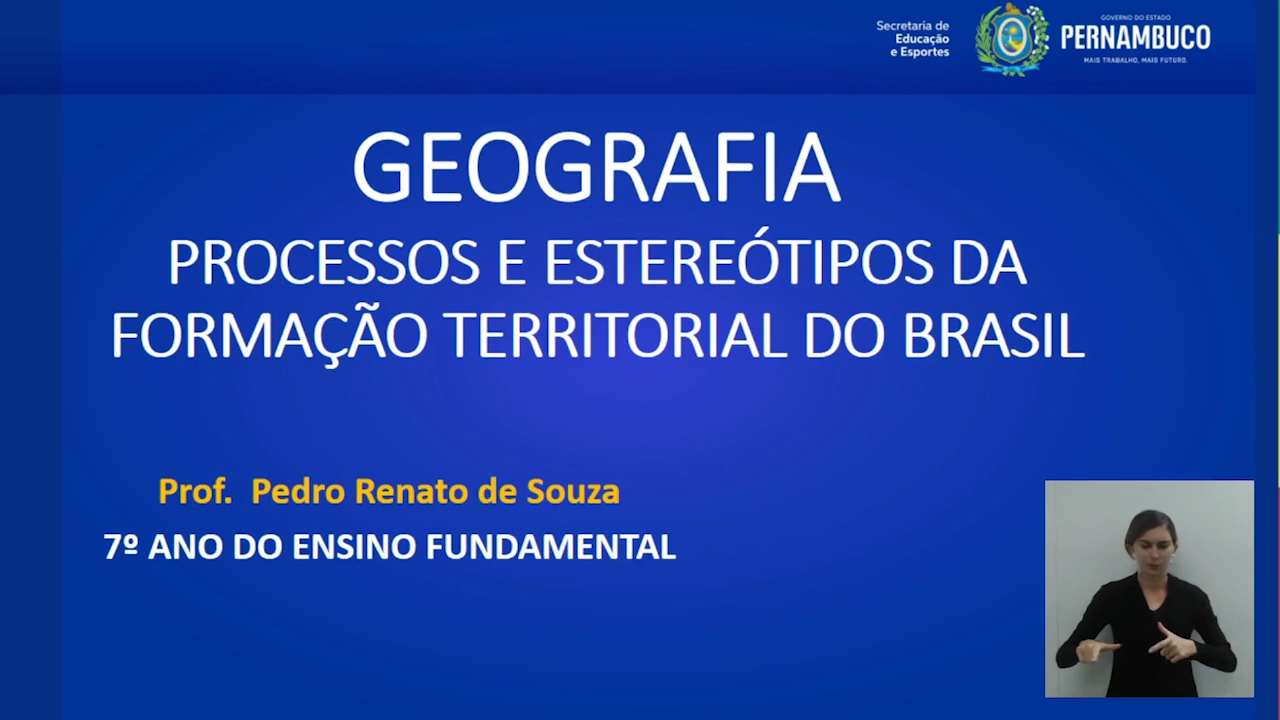 Secretaria de
Educação
e Esportes
GOVERNO DO ESTADO
PERNAMBUCO
MAIS TRABALHO, MAIS FUTURO.
GEOGRAFIA
PROCESSOS E ESTEREÓTIPOS DA
FORMAÇÃO TERRITORIAL DO BRASIL
Prof. Pedro Renato de Souza
7º ANO DO ENSINO FUNDAMENTAL